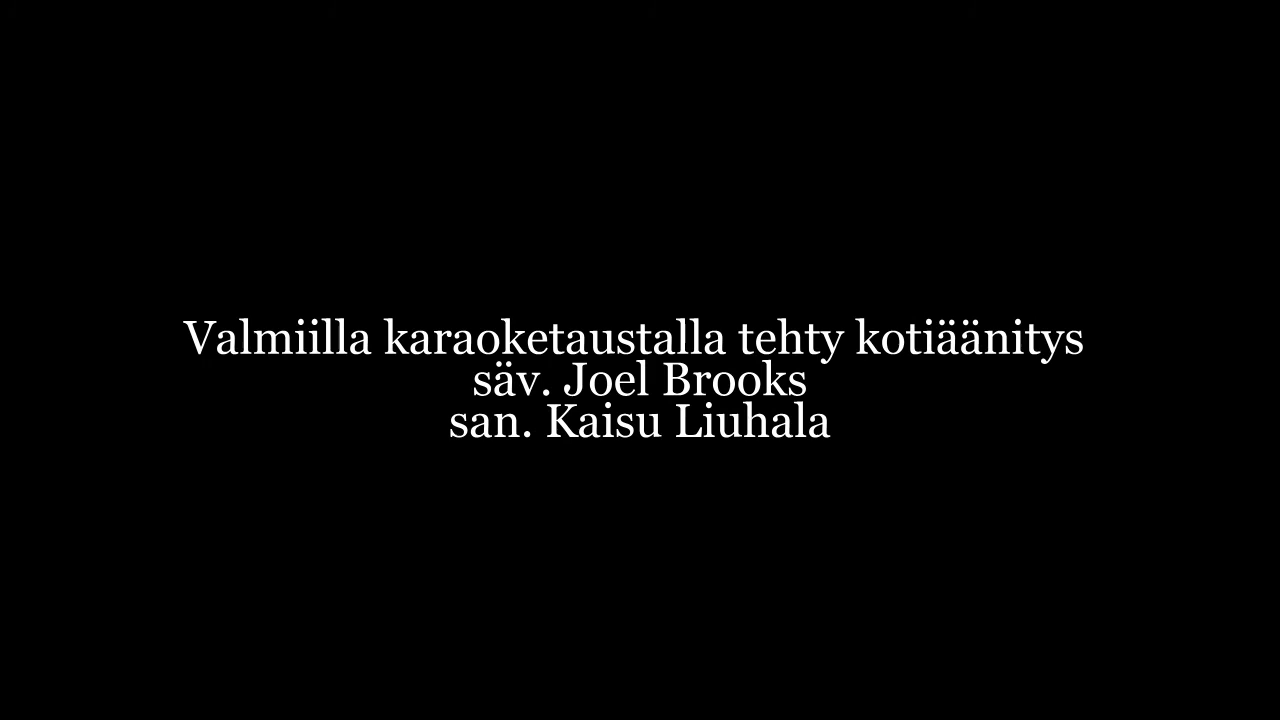 Valmiilla karaoketaustalla tehty kotiäänitys
säv. Joel Brooks
san. Kaisu Liuhala